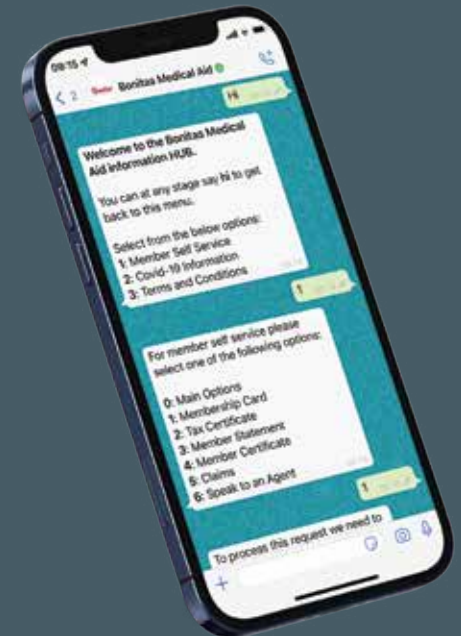 09:15
2 Bonitas Medical Aid
Hi
Welcome to the Bonitas Medical
Aid information HUB.
You can at any stage say hi to get
back to this menu.
Select from the below options:
1: Member Self Service
2: Covid-19 Information
3: Terms and Conditions
1
For member self service please
select one of the following options:
0: Main Options
1: Membership Card
2: Tax Certificate
3: Member Statement
4: Member Certificate
5: Claims
6: Speak to an Agent
1
To process this request we need to